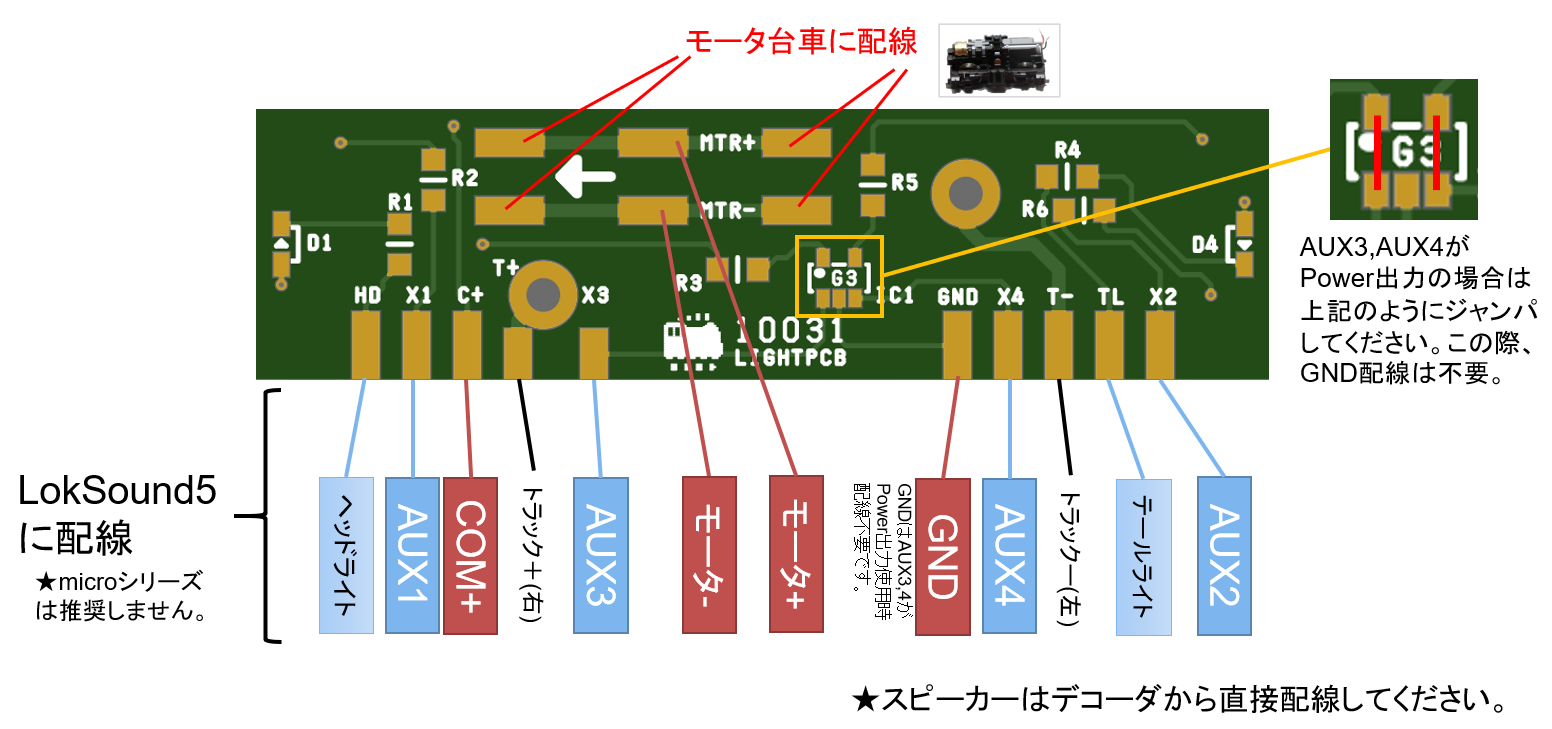 モータ台車に配線
MTR+
MTR-
R2
R1
D1
T+
R3
R5
R4
R6
D4
G3
IC1
HD
X1
C+
X3
GND
X4
T-
TL
X2
10031
LIGHTPCB
G3
AUX3,AUX4が
Power出力の場合は
上記のようにジャンパ
してください。この際、
GND配線は不要。
LokSound5
に配線
★microシリーズ
は推奨しません。
ヘッドライト
AUX1
COM+
トラック＋(右)
AUX3
モータ-
モータ+
GNDはAUX3,4が
Power出力使用時
配線不要です。
GND
AUX4
トラックー(左)
テールライト
AUX2
★スピーカーはデコーダから直接配線してください。